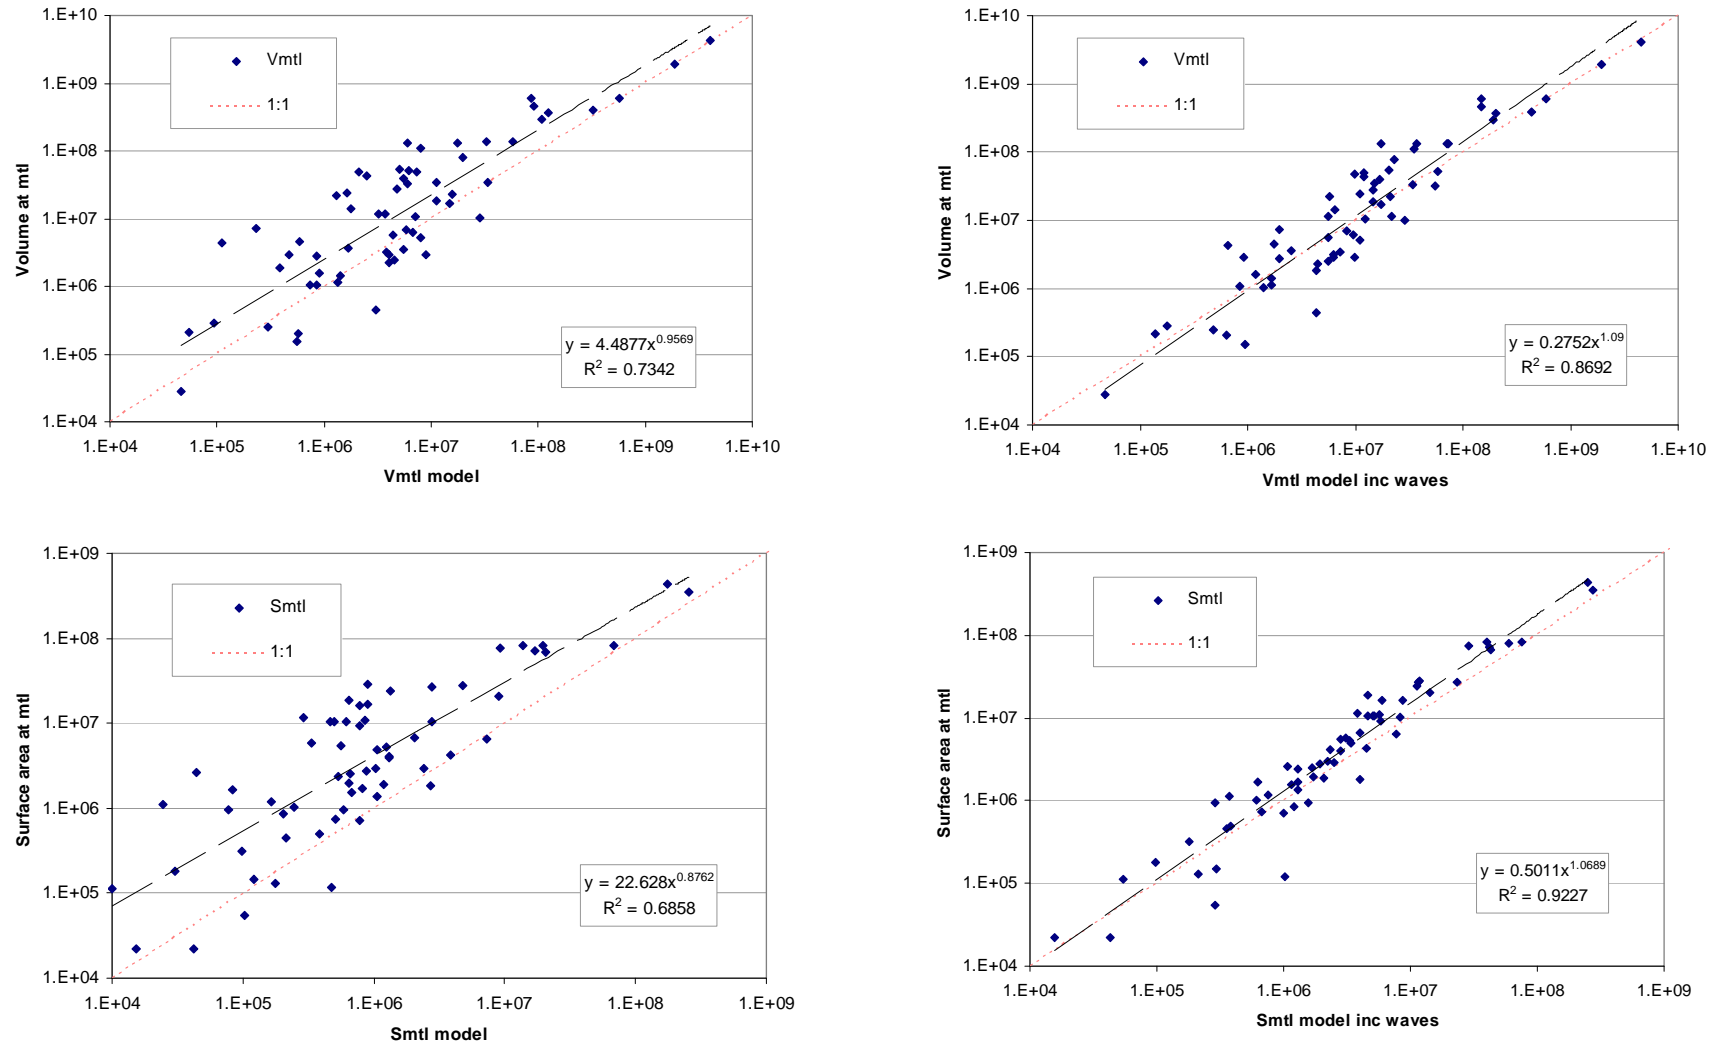 1.E+10
1.E+09
1.E+08
1.E+07
1.E+06
1.E+05
1.E+04
Volume at mtl
Vmtl
1:1
y = 4.4877x^0.9569
R² = 0.7342
1.E+04 1.E+05 1.E+06 1.E+07 1.E+08 1.E+09 1.E+10
Vmtl model
1.E+10
1.E+09
1.E+08
1.E+07
1.E+06
1.E+05
1.E+04
Volume at mtl
Vmtl
1:1
y = 0.2752x^1.09
R² = 0.8692
1.E+04 1.E+05 1.E+06 1.E+07 1.E+08 1.E+09 1.E+10
Vmtl model inc waves
1.E+09
1.E+08
1.E+07
1.E+06
1.E+05
1.E+04
Surface area at mtl
Smtl
1:1
y = 22.628x^0.8762
R² = 0.6858
1.E+04 1.E+05 1.E+06 1.E+07 1.E+08 1.E+09
Smtl model
1.E+09
1.E+08
1.E+07
1.E+06
1.E+05
1.E+04
Surface area at mtl
Smtl
1:1
y = 0.5011x^1.0689
R² = 0.9227
1.E+04 1.E+05 1.E+06 1.E+07 1.E+08 1.E+09
Smtl model inc waves